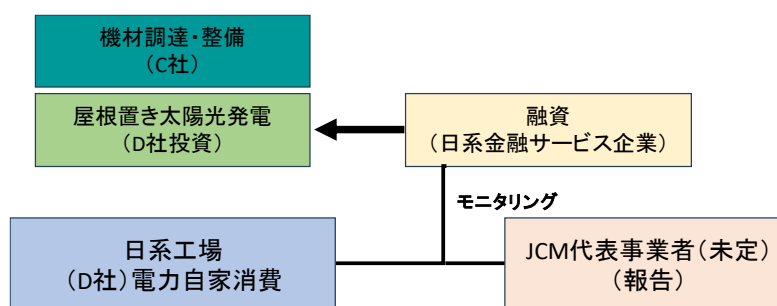 機材調達・整備
（C社）
屋根置き太陽光発電
（D社投資）
融資
（日系金融サービス企業）
モニタリング
日系工場
（D社）電力自家消費
JCM代表事業者（未定）
（報告）